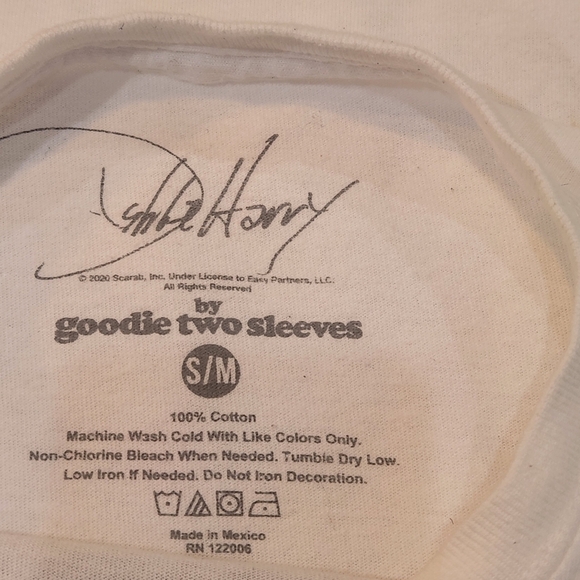 Debbie Harry
© 2020 Scarab, Inc. Under License to Easy Partners, LLC.
All Rights Reserved
by
goodie two sleeves
S/M
100% Cotton
Machine Wash Cold With Like Colors Only.
Non-Chlorine Bleach When Needed. Tumble Dry Low.
Low Iron If Needed. Do Not Iron Decoration.
Made in Mexico
RN 122006